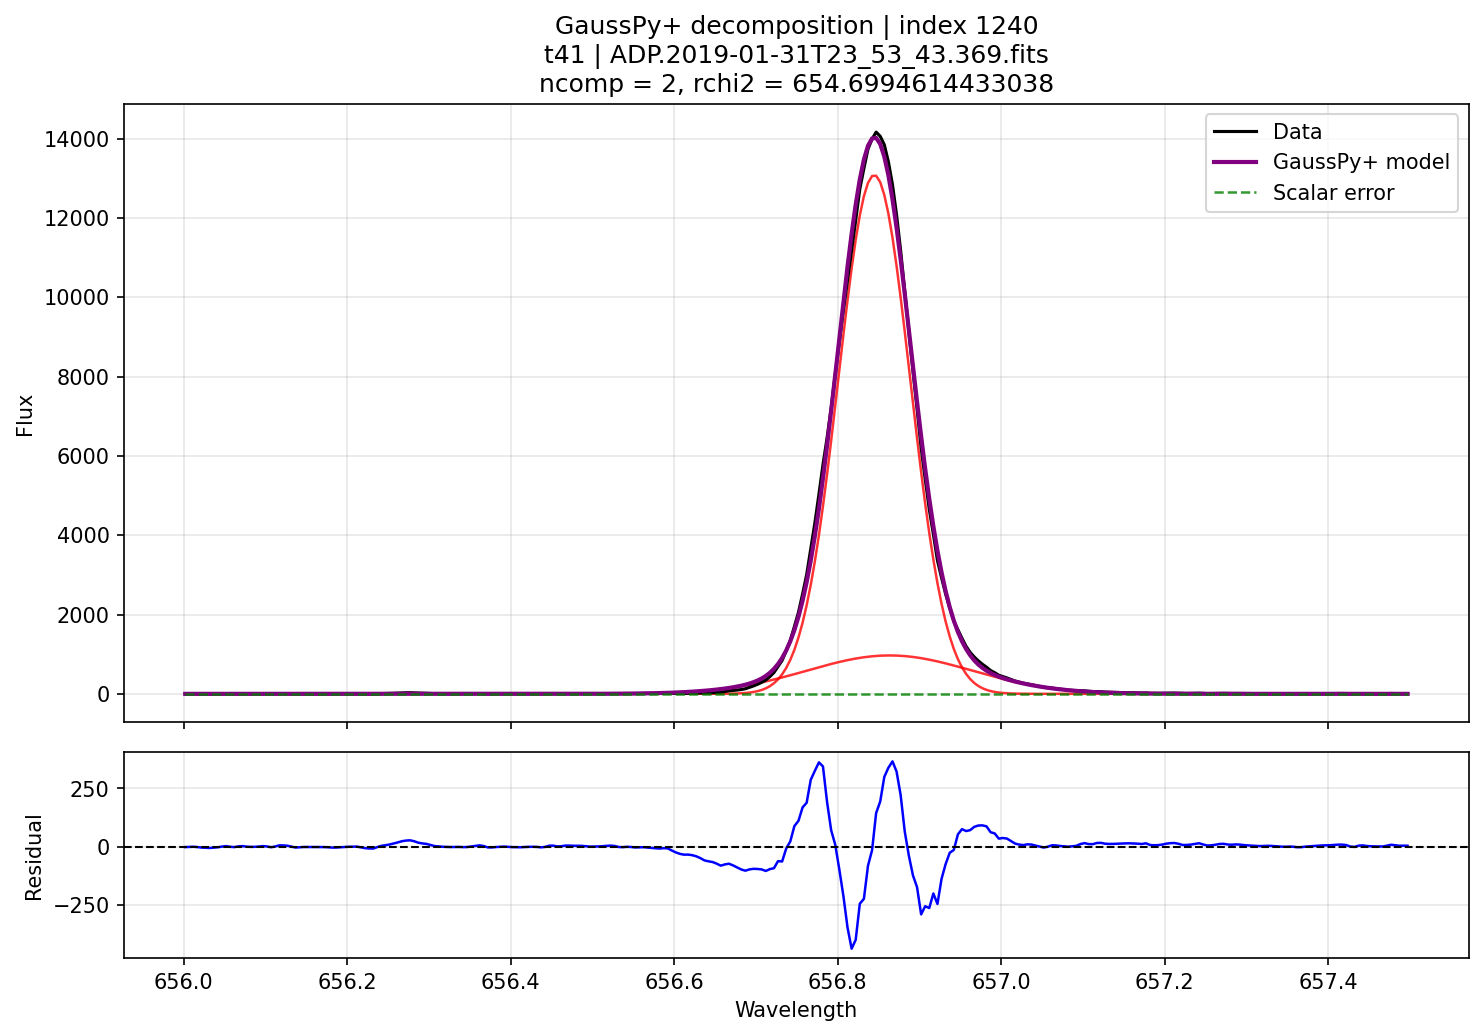 GaussPy+ decomposition | index 1240
t41 | ADP.2019-01-31T23_53_43.369.fits
ncomp = 2, rchi2 = 654.6994614433038
Data
GaussPy+ model
Scalar error
14000
12000
10000
8000
6000
4000
2000
0
Flux
250
0
−250
Residual
656.0
656.2
656.4
656.6
656.8
657.0
657.2
657.4
Wavelength